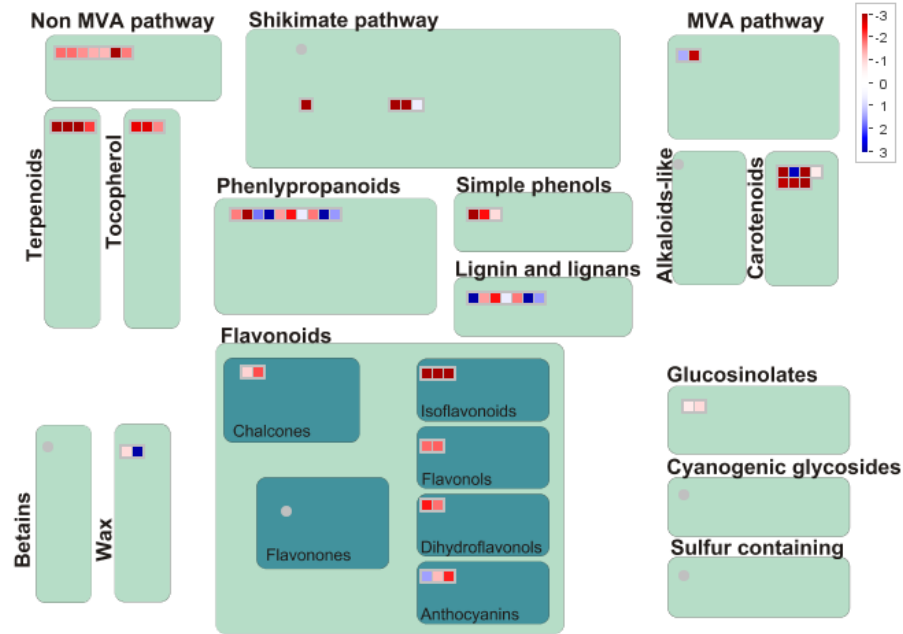 Non MVA pathway
Shikimate pathway
MVA pathway
-3
-2
-1
0
1
2
3
Terpenoids
Tocopherol
Phenlypropanoids
Simple phenols
Lignin and lignans
Alkaloids-like
Carotenoids
Flavonoids
Chalcones
Isoflavonoids
Flavonols
Flavonones
Dihydroflavonols
Anthocyanins
Betains
Wax
Glucosinolates
Cyanogenic glycosides
Sulfur containing